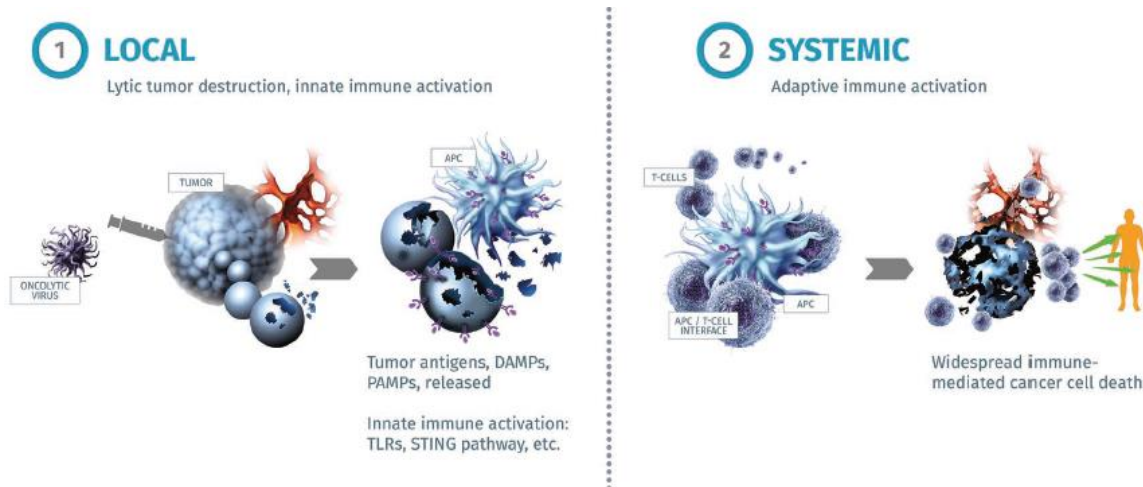 1 LOCAL
Lytic tumor destruction, innate immune activation
TUMOR
ONCOLYTIC
VIRUS
APC
Tumor antigens, DAMPs,
PAMPs, released
Innate immune activation:
TLRs, STING pathway, etc.
2 SYSTEMIC
Adaptive immune activation
T-CELLS
APC
APC / T-CELL
INTERFACE
Widespread immune-
mediated cancer cell death